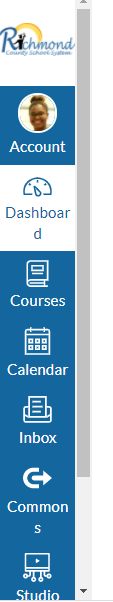 Richmond
County School System
Account
Dashboar
d
Courses
Calendar
Inbox
Common
s
Studio